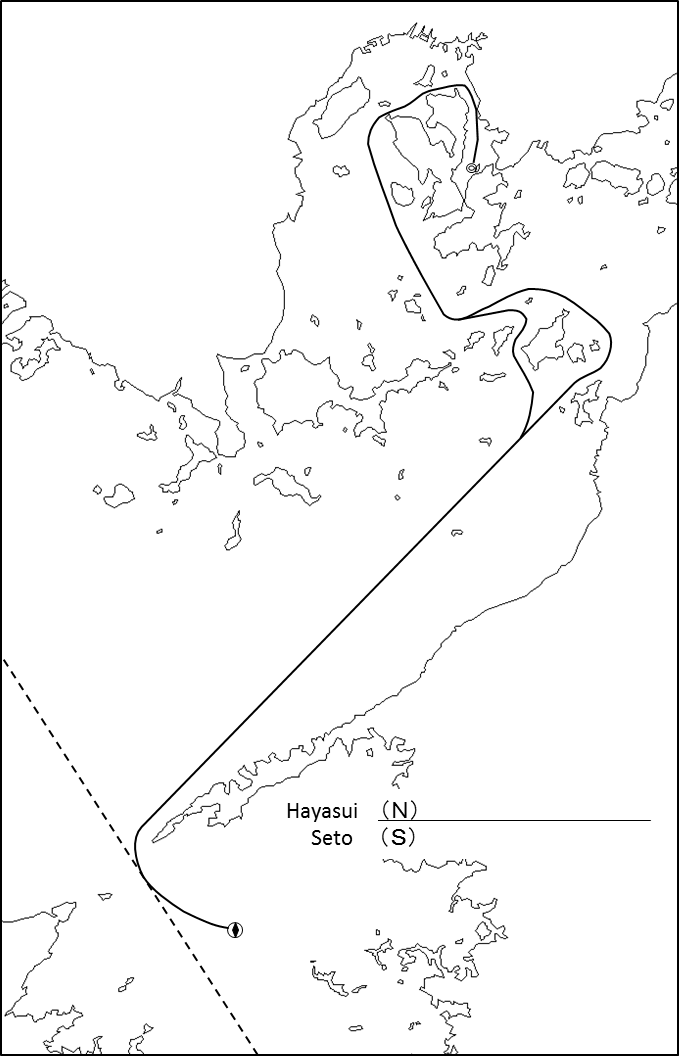 Hayasui （N）
Seto （S）